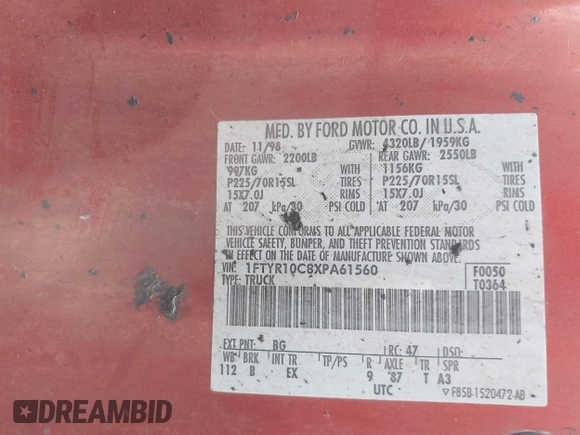 MFD. BY FORD MOTOR CO. IN U.S.A.
DATE: 11/98 GVWR: 4320LB/ 1959KG
FRONT GAWR: 2200LB REAR GAWR: 2550LB
997KG WITH 1156KG WITH
P225/70R15SL TIRES P225/70R15SL TIRES
15X7.0J RIMS 15X7.0J RIMS
AT 207 kPa/30 PSI COLD AT 207 kPa/30 PSI COLD
THIS VEHICLE CONFORMS TO ALL APPLICABLE FEDERAL MOTOR
VEHICLE SAFETY, BUMPER, AND THEFT PREVENTION STANDARDS
IN EFFECT ON THE DATE OF MANUFACTURE SHOWN ABOVE.
VIN: 1FTYR10C8XPA61560 F0050
TYPE: TRUCK T0364
EXT PNT: BG RC: 47 DSO:
WB BRK INT TR TP/PS R AXLE TR SPR
112 B EX 9 '87 T A3
UTC ▽ F85B-1520472-AB
DREAMBID